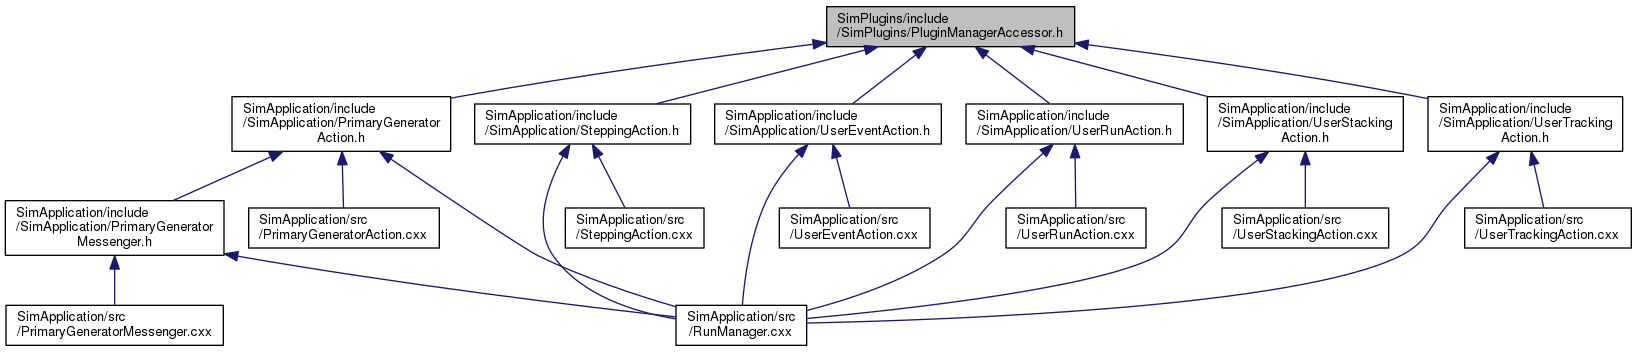 SimPlugins/include
/SimPlugins/PluginManagerAccessor.h
SimApplication/include
/SimApplication/PrimaryGenerator
Action.h
SimApplication/include
/SimApplication/SteppingAction.h
SimApplication/include
/SimApplication/UserEventAction.h
SimApplication/include
/SimApplication/UserRunAction.h
SimApplication/include
/SimApplication/UserStacking
Action.h
SimApplication/include
/SimApplication/UserTracking
Action.h
SimApplication/include
/SimApplication/PrimaryGenerator
Messenger.h
SimApplication/src
/PrimaryGeneratorAction.cxx
SimApplication/src
/SteppingAction.cxx
SimApplication/src
/UserEventAction.cxx
SimApplication/src
/UserRunAction.cxx
SimApplication/src
/UserStackingAction.cxx
SimApplication/src
/UserTrackingAction.cxx
SimApplication/src
/PrimaryGeneratorMessenger.cxx
SimApplication/src
/RunManager.cxx